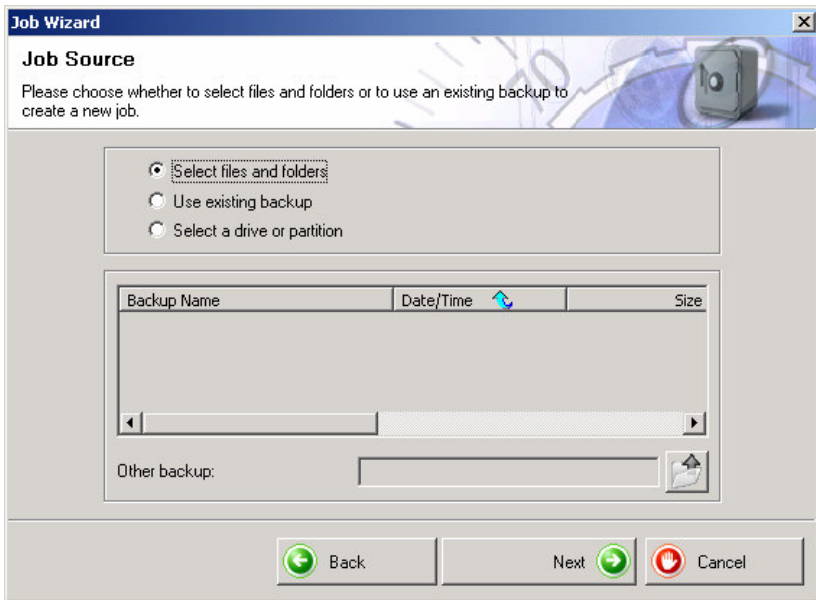 Job Wizard
Job Source
Please choose whether to select files and folders or to use an existing backup to
create a new job.
Select files and folders
Use existing backup
Select a drive or partition
Backup Name Date/Time Size
Other backup:
Back Next Cancel